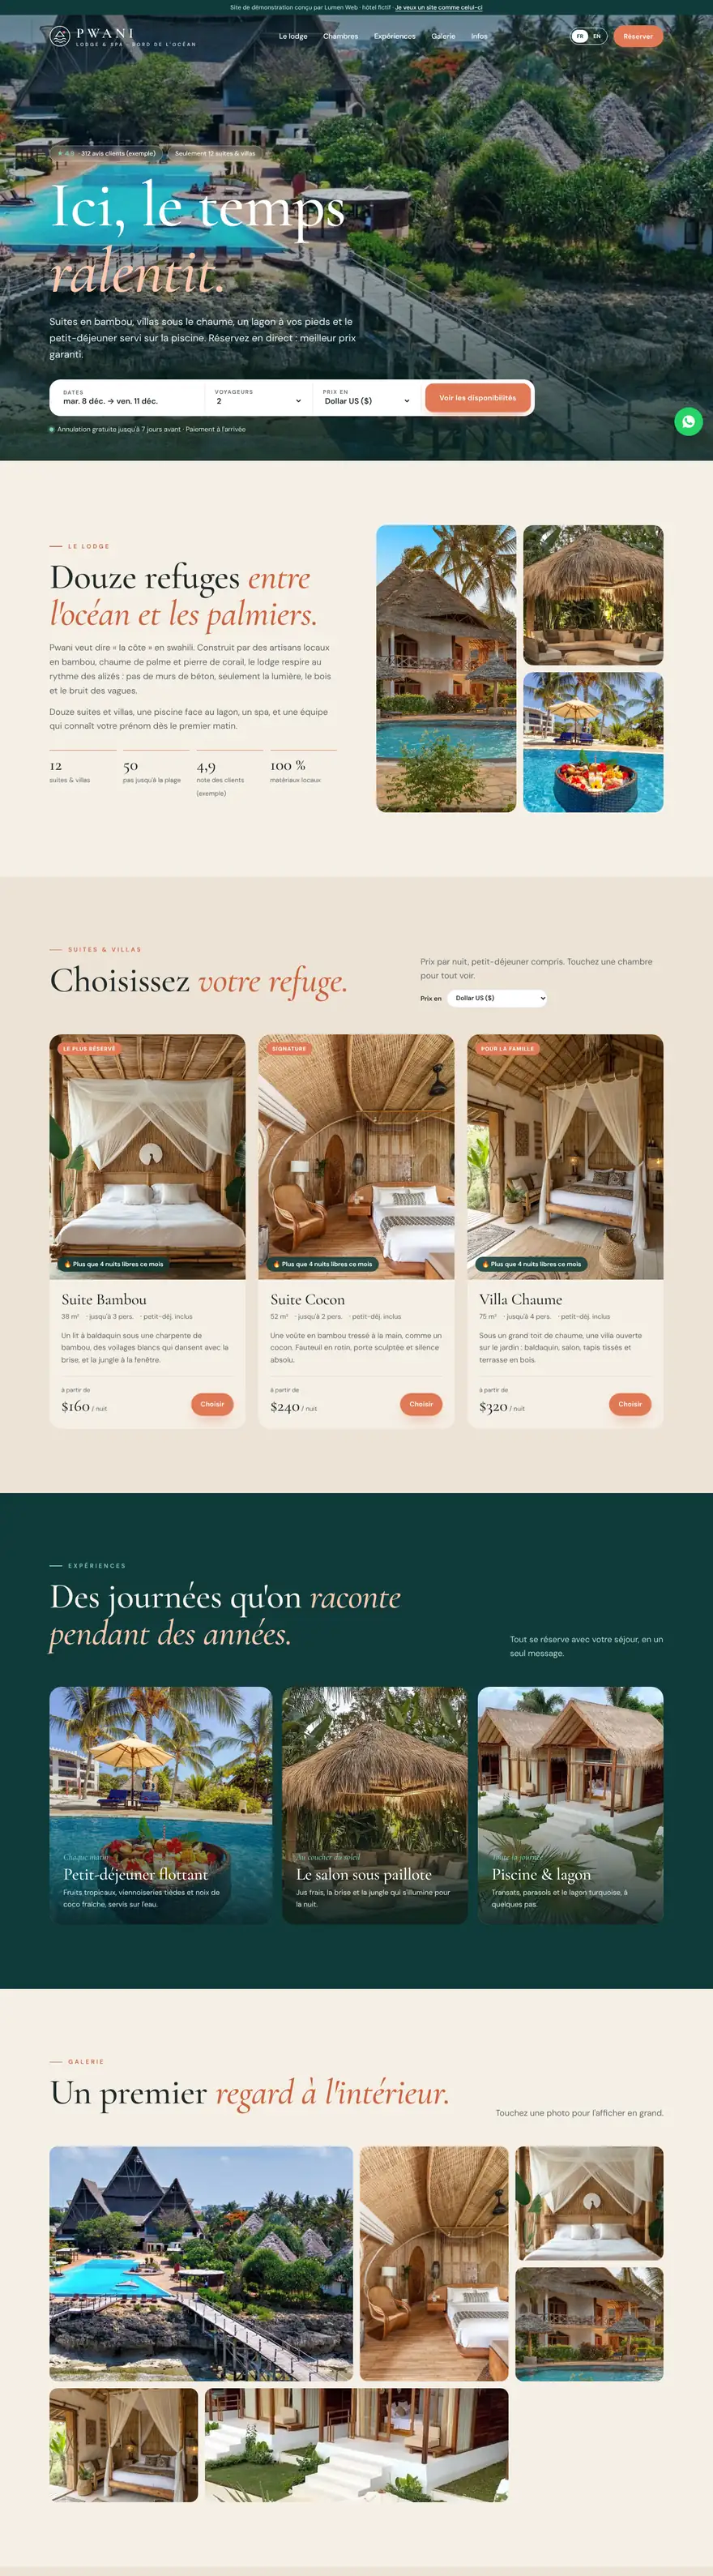 Site de démonstration conçu par Lumen Web · hôtel fictif · Je veux un site comme celui-ci
PWANI
LODGE & SPA · BORD DE L'OCÉAN
Le lodge
Chambres
Expériences
Galerie
Infos
FR
EN
Réserver
★ 4,9 · 312 avis clients (exemple)
Seulement 12 suites & villas
Ici, le temps
ralentit.
Suites en bambou, villas sous le chaume, un lagon à vos pieds et le
petit-déjeuner servi sur la piscine. Réservez en direct : meilleur prix
garanti.
DATES
mar. 8 déc. → ven. 11 déc.
VOYAGEURS
2
PRIX EN
Dollar US ($)
Voir les disponibilités
Annulation gratuite jusqu'à 7 jours avant · Paiement à l'arrivée
LE LODGE
Douze refuges entre
l'océan et les palmiers.
Pwani veut dire « la côte » en swahili. Construit par des artisans locaux
en bambou, chaume de palme et pierre de corail, le lodge respire au
rythme des alizés : pas de murs de béton, seulement la lumière, le bois
et le bruit des vagues.
Douze suites et villas, une piscine face au lagon, un spa, et une équipe
qui connaît votre prénom dès le premier matin.
12
suites & villas
50
pas jusqu'à la plage
4,9
note des clients
(exemple)
100 %
matériaux locaux
SUITES & VILLAS
Choisissez votre refuge.
Prix par nuit, petit-déjeuner compris. Touchez une chambre
pour tout voir.
Prix en
Dollar US ($)
LE PLUS RÉSERVÉ
🔥 Plus que 4 nuits libres ce mois
Suite Bambou
38 m² · jusqu'à 3 pers. · petit-déj. inclus
Un lit à baldaquin sous une charpente de
bambou, des voilages blancs qui dansent avec la
brise, et la jungle à la fenêtre.
à partir de
$160 / nuit
Choisir
SIGNATURE
🔥 Plus que 4 nuits libres ce mois
Suite Cocon
52 m² · jusqu'à 2 pers. · petit-déj. inclus
Une voûte en bambou tressé à la main, comme un
cocon. Fauteuil en rotin, porte sculptée et silence
absolu.
à partir de
$240 / nuit
Choisir
POUR LA FAMILLE
🔥 Plus que 4 nuits libres ce mois
Villa Chaume
75 m² · jusqu'à 4 pers. · petit-déj. inclus
Sous un grand toit de chaume, une villa ouverte
sur le jardin : baldaquin, salon, tapis tissés et
terrasse en bois.
à partir de
$320 / nuit
Choisir
EXPÉRIENCES
Des journées qu'on raconte
pendant des années.
Tout se réserve avec votre séjour, en un
seul message.
Chaque matin
Petit-déjeuner flottant
Fruits tropicaux, viennoiseries tièdes et noix de
coco fraîche, servis sur l'eau.
Au coucher du soleil
Le salon sous paillote
Jus frais, la brise et la jungle qui s'illumine pour
la nuit.
Toute la journée
Piscine & lagon
Transats, parasols et le lagon turquoise, à
quelques pas.
GALERIE
Un premier regard à l'intérieur.
Touchez une photo pour l'afficher en grand.